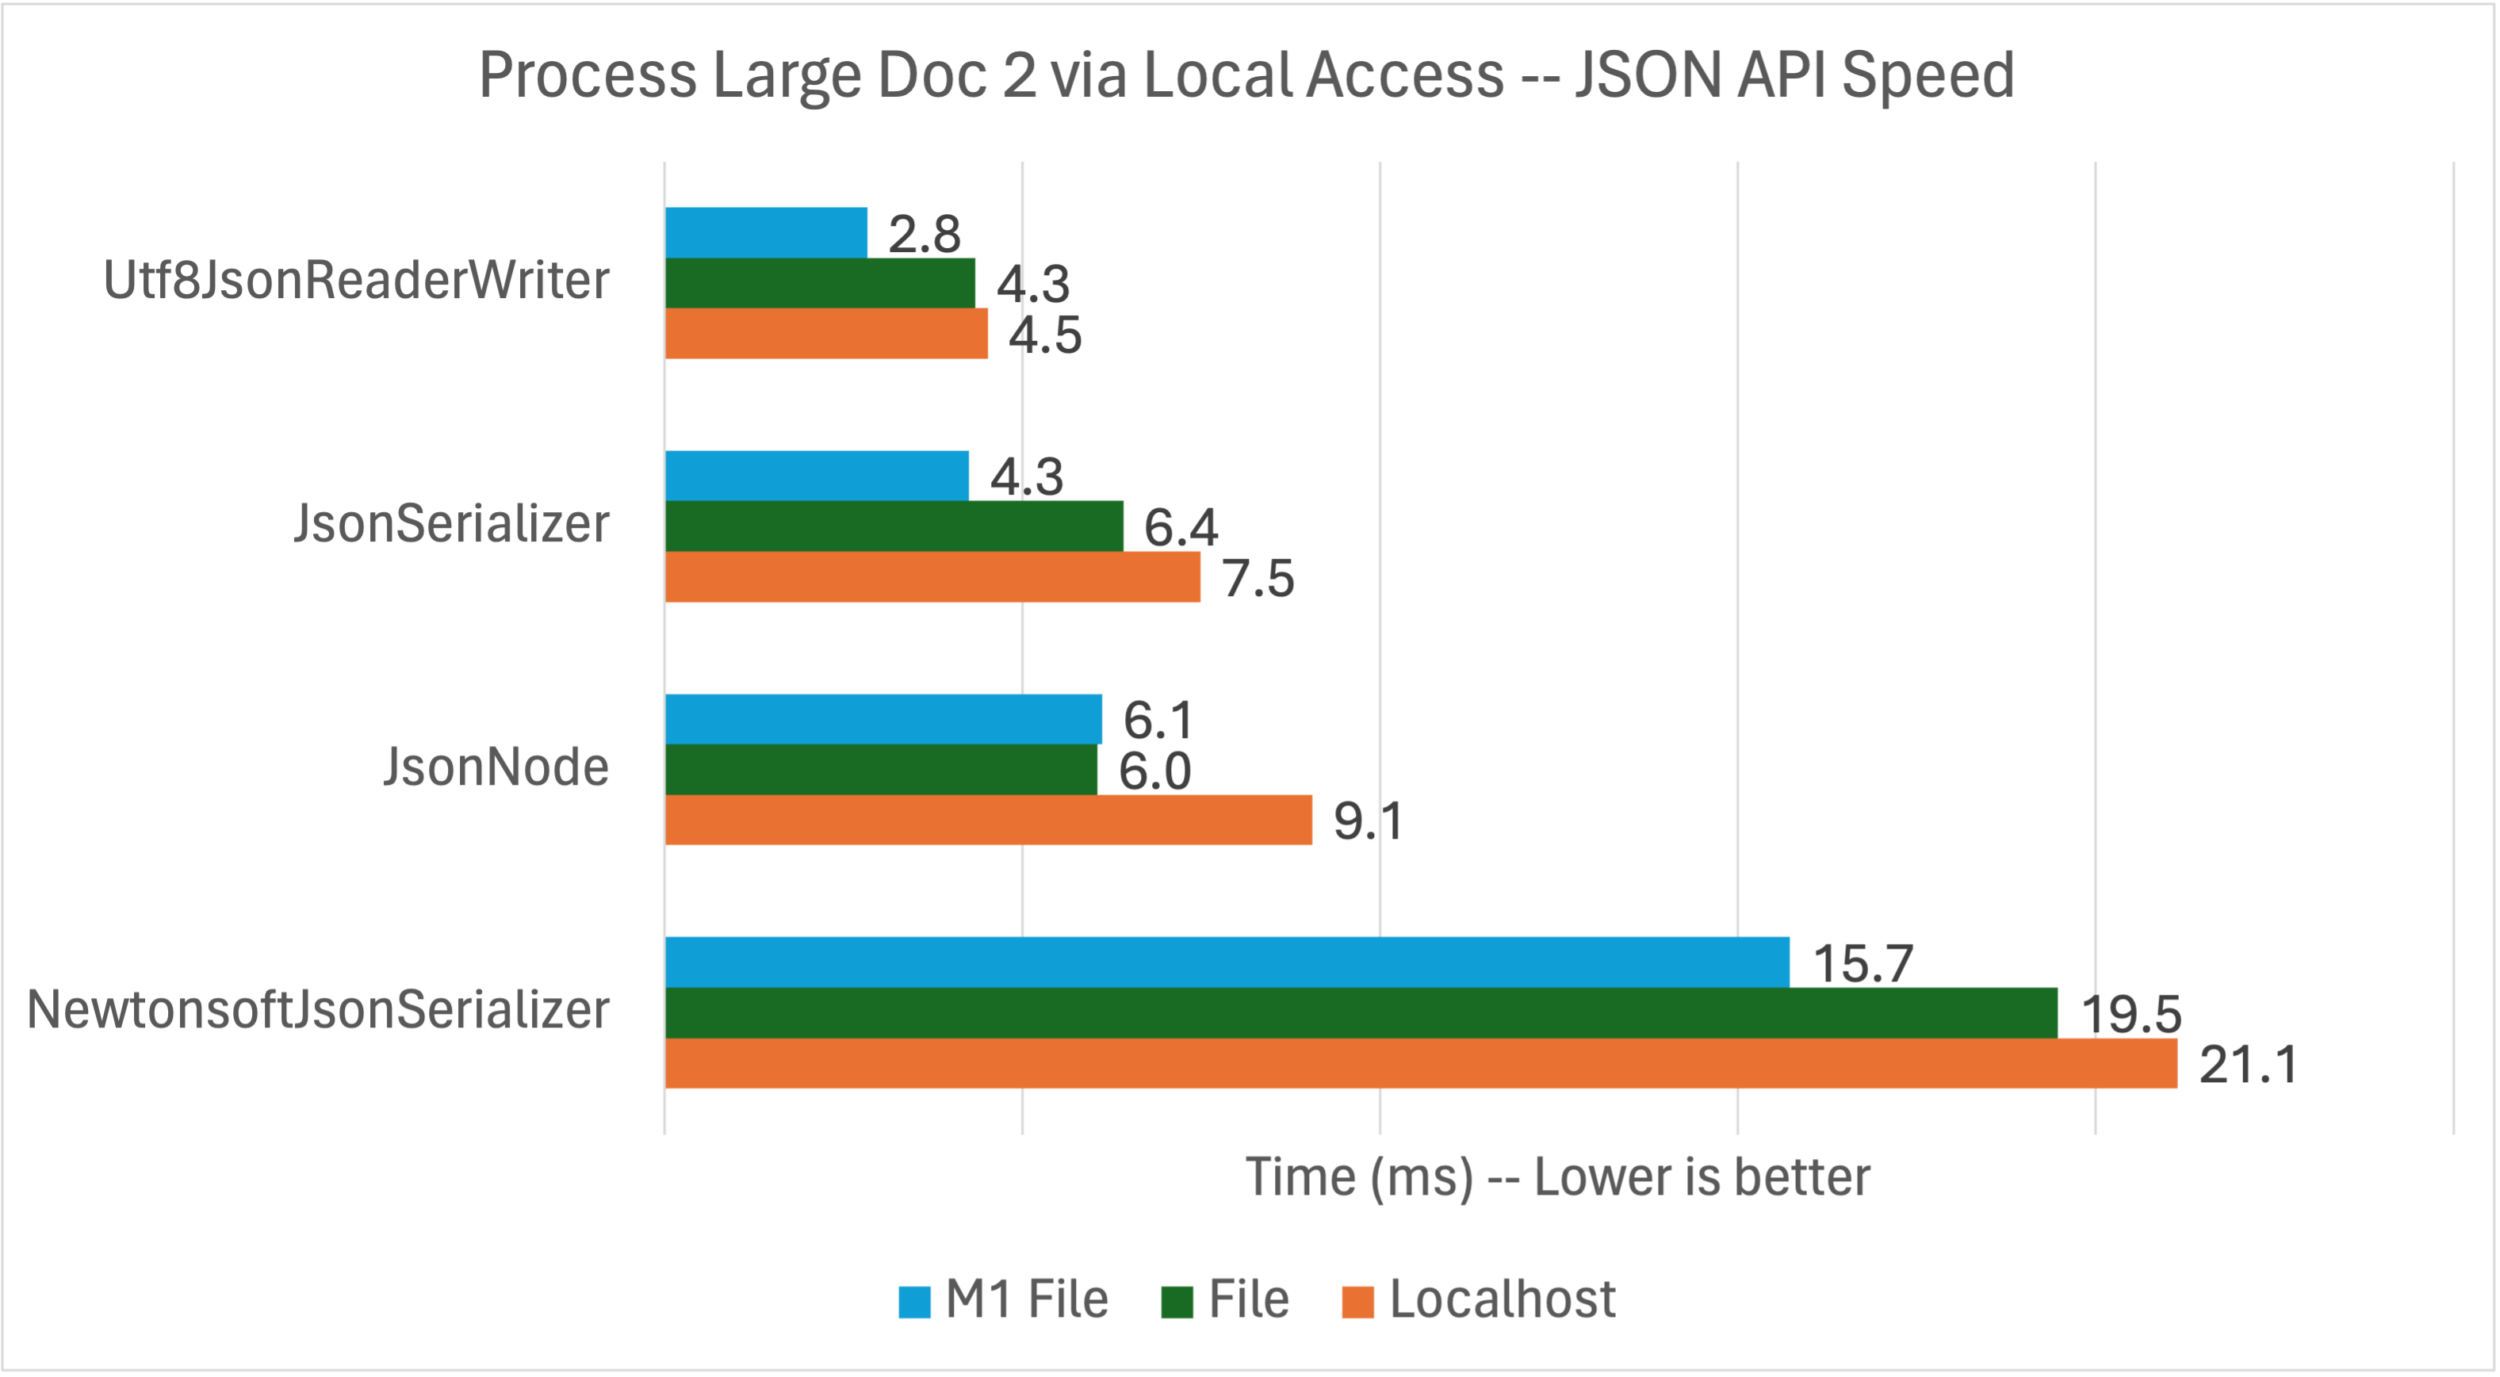 Process Large Doc 2 via Local Access -- JSON API Speed
Utf8JsonReaderWriter
2.8
4.3
4.5
JsonSerializer
4.3
6.4
7.5
JsonNode
6.1
6.0
9.1
NewtonsoftJsonSerializer
15.7
19.5
21.1
Time (ms) -- Lower is better
M1 File File Localhost